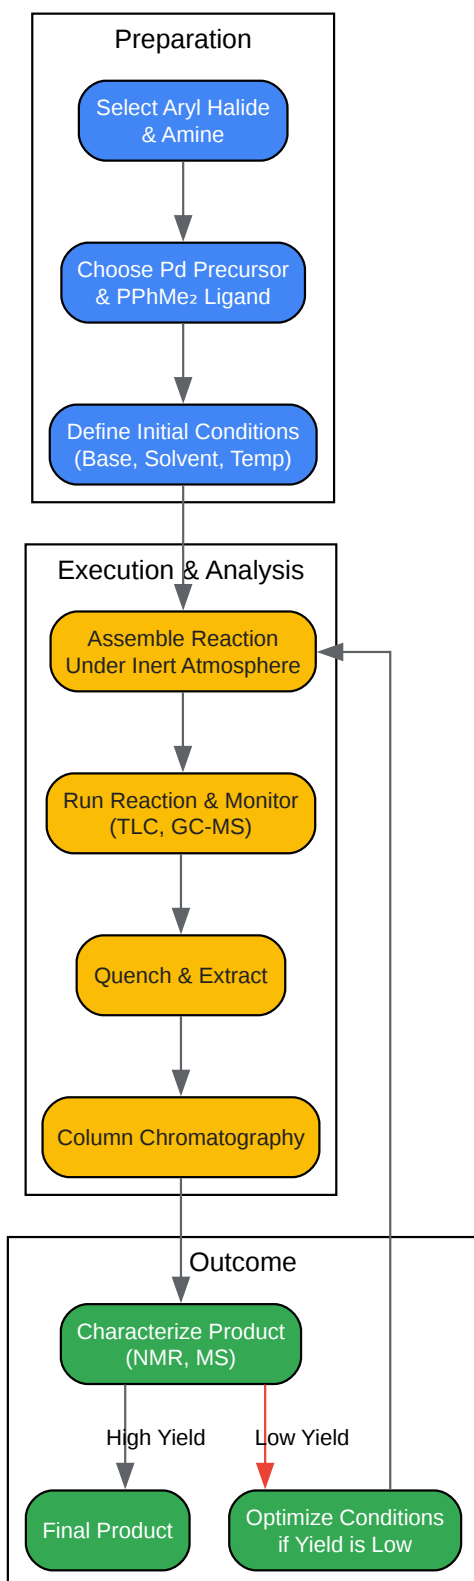 Preparation
Select Aryl Halide
& Amine
Choose Pd Precursor
& PPhMe₂ Ligand
Define Initial Conditions
(Base, Solvent, Temp)
Execution & Analysis
Assemble Reaction
Under Inert Atmosphere
Run Reaction & Monitor
(TLC, GC-MS)
Quench & Extract
Column Chromatography
Outcome
Characterize Product
(NMR, MS)
High Yield
Low Yield
Final Product
Optimize Conditions
if Yield is Low